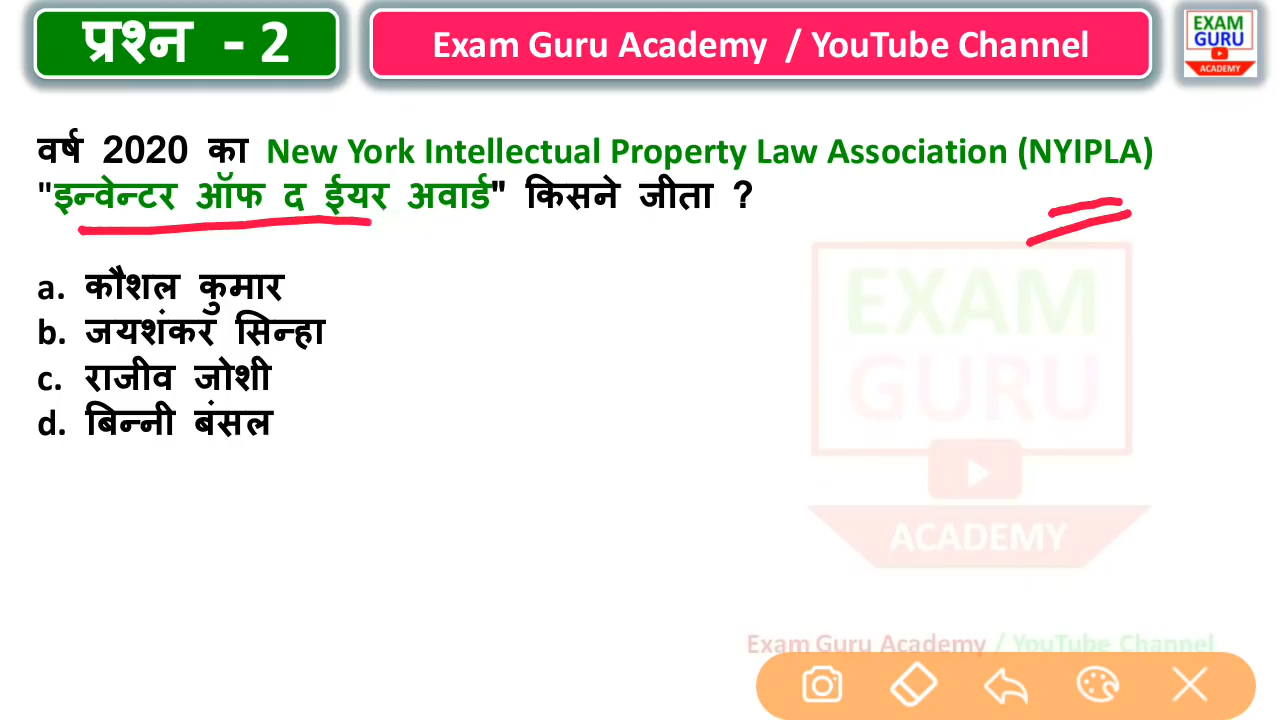 प्रश्न - 2
Exam Guru Academy / YouTube Channel
EXAM
GURU
ACADEMY
वर्ष 2020 का New York Intellectual Property Law Association (NYIPLA)
"इन्वेन्टर ऑफ द ईयर अवार्ड" किसने जीता ?
a. कौशल कुमार
b. जयशंकर सिन्हा
c. राजीव जोशी
d. बिन्नी बंसल
EXAM
GURU
ACADEMY
Exam Guru Academy / YouTube Channel